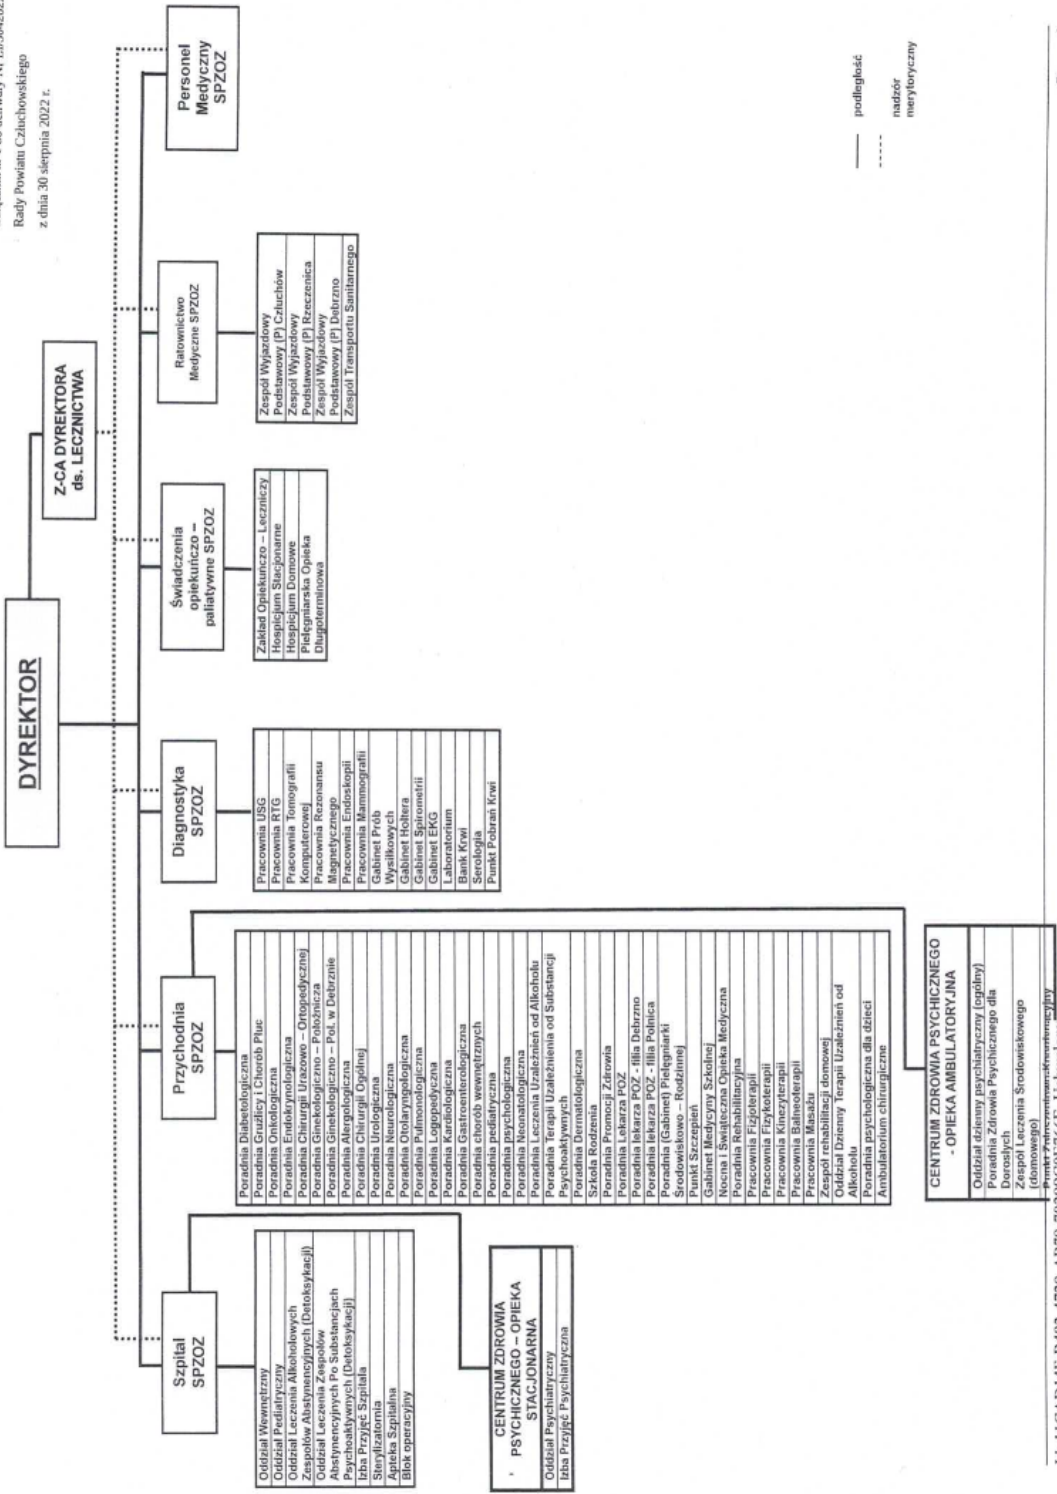 Rady Powiatu Człuchowskiego
z dnia 30 sierpnia 2022 r.
DYREKTOR
Z-CA DYREKTORA
ds. LECZNICTWA
Szpital
SPZOZ
Przychodnia
SPZOZ
Diagnostyka
SPZOZ
Świadczenia
opiekuńczo –
paliatywne SPZOZ
Ratownictwo
Medyczne SPZOZ
Personel
Medyczny
SPZOZ
Oddział Wewnętrzny
Oddział Pediatryczny
Oddział Leczenia Alkoholowych
Zespołów Abstynencyjnych (Detoksykacji)
Oddział Leczenia Zespołów
Abstynencyjnych Po Substancjach
Psychoaktywnych (Detoksykacji)
Izba Przyjęć Szpitala
Sterylizatornia
Apteka Szpitalna
Blok operacyjny
CENTRUM ZDROWIA
PSYCHICZNEGO – OPIEKA
STACJONARNA
Oddział Psychiatryczny
Izba Przyjęć Psychiatryczna
Poradnia Diabetologiczna
Poradnia Gruźlicy i Chorób Płuc
Poradnia Onkologiczna
Poradnia Endokrynologiczna
Poradnia Chirurgii Urazowo – Ortopedycznej
Poradnia Ginekologiczno – Położnicza
Poradnia Ginekologiczno – Poł. w Debrznie
Poradnia Alergologiczna
Poradnia Chirurgii Ogólnej
Poradnia Urologiczna
Poradnia Neurologiczna
Poradnia Otolaryngologiczna
Poradnia Pulmonologiczna
Poradnia Logopedyczna
Poradnia Kardiologiczna
Poradnia Gastroenterologiczna
Poradnia chorób wewnętrznych
Poradnia pediatryczna
Poradnia psychologiczna
Poradnia Neonatologiczna
Poradnia Leczenia Uzależnień od Alkoholu
Poradnia Terapii Uzależnienia od Substancji
Psychoaktywnych
Poradnia Dermatologiczna
Szkoła Rodzenia
Poradnia Promocji Zdrowia
Poradnia Lekarza POZ
Poradnia lekarza POZ - filia Debrzno
Poradnia lekarza POZ - filia Polnica
Poradnia (Gabinet) Pielęgniarki
Środowiskowo – Rodzinnej
Punkt Szczepień
Gabinet Medycyny Szkolnej
Nocna i Świąteczna Opieka Medyczna
Poradnia Rehabilitacyjna
Pracownia Fizjoterapii
Pracownia Fizykoterapii
Pracownia Kinezyterapii
Pracownia Balneoterapii
Pracownia Masażu
Zespół rehabilitacji domowej
Oddział Dzienny Terapii Uzależnień od
Alkoholu
Poradnia psychologiczna dla dzieci
Ambulatorium chirurgiczne
CENTRUM ZDROWIA PSYCHICZNEGO
- OPIEKA AMBULATORYJNA
Oddział dzienny psychiatryczny (ogólny)
Poradnia Zdrowia Psychicznego dla
Dorosłych
Zespół Leczenia Środowiskowego
(domowego)
Pracownia USG
Pracownia RTG
Pracownia Tomografii
Komputerowej
Pracownia Rezonansu
Magnetycznego
Pracownia Endoskopii
Pracownia Mammografii
Gabinet Prób
Wysiłkowych
Gabinet Holtera
Gabinet Spirometrii
Gabinet EKG
Laboratorium
Bank Krwi
Serologia
Punkt Pobrań Krwi
Zakład Opiekuńczo – Leczniczy
Hospicjum Stacjonarne
Hospicjum Domowe
Pielęgniarska Opieka
Długoterminowa
Zespół Wyjazdowy
Podstawowy (P) Człuchów
Zespół Wyjazdowy
Podstawowy (P) Rzeczenica
Zespół Wyjazdowy
Podstawowy (P) Debrzno
Zespół Transportu Sanitarnego
podległość
nadzór
merytoryczny